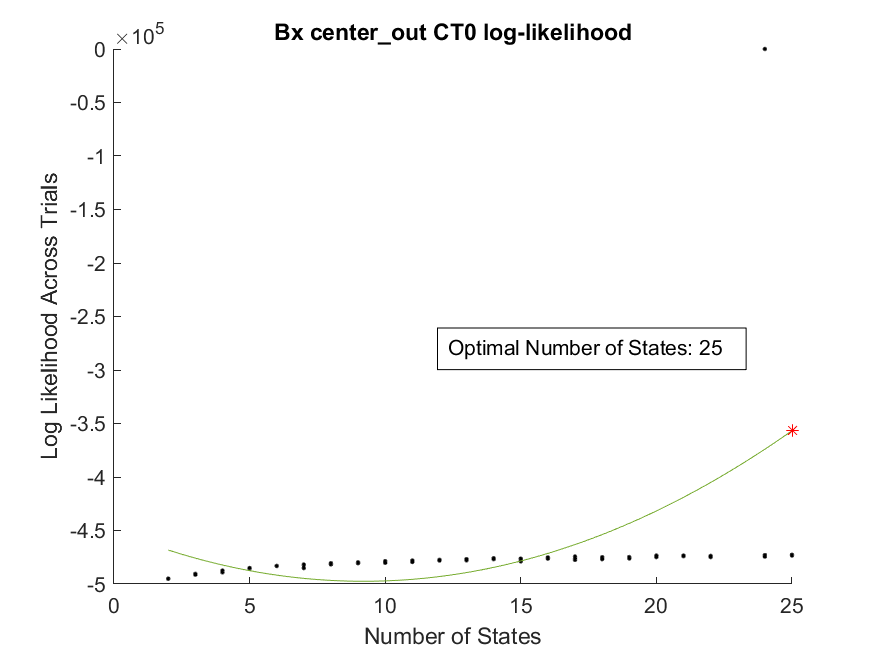 Bx center_out CT0 log-likelihood
×10^5
0
-0.5
-1
-1.5
-2
-2.5
-3
-3.5
-4
-4.5
-5
Log Likelihood Across Trials
Optimal Number of States: 25
0 5 10 15 20 25
Number of States